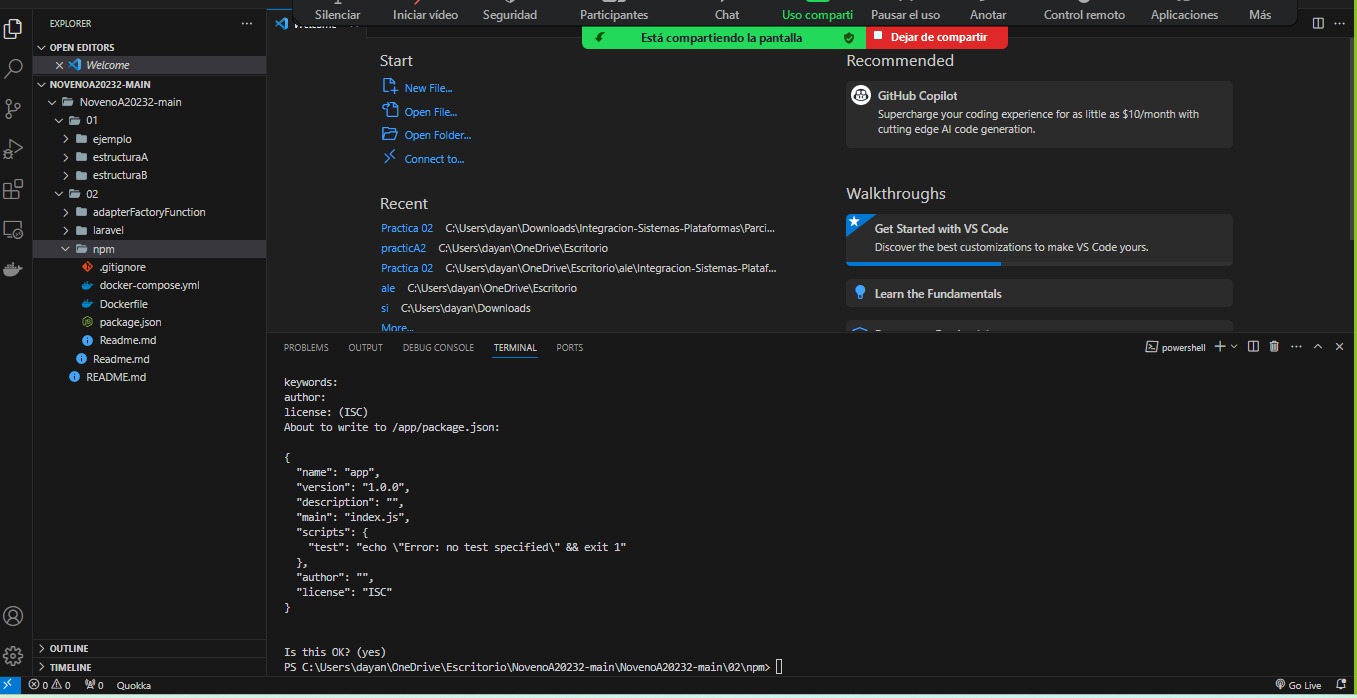 Silenciar
Iniciar vídeo
Seguridad
Participantes
Chat
Uso comparti
Pausar el uso
Anotar
Control remoto
Aplicaciones
Más
Está compartiendo la pantalla
Dejar de compartir
EXPLORER
OPEN EDITORS
Welcome
NOVENOA20232-MAIN
NovenoA20232-main
01
ejemplo
estructuraA
estructuraB
02
adapterFactoryFunction
laravel
npm
.gitignore
docker-compose.yml
Dockerfile
package.json
Readme.md
Readme.md
README.md
OUTLINE
TIMELINE
Welcome
Start
New File...
Open File...
Open Folder...
Connect to...
Recent
Practica 02 C:\Users\dayan\Downloads\Integracion-Sistemas-Plataformas\Parci...
practicA2 C:\Users\dayan\OneDrive\Escritorio
Practica 02 C:\Users\dayan\OneDrive\Escritorio\ale\Integracion-Sistemas-Plataf...
ale C:\Users\dayan\OneDrive\Escritorio
si C:\Users\dayan\Downloads
More...
Recommended
GitHub Copilot
Supercharge your coding experience for as little as $10/month with
cutting edge AI code generation.
Walkthroughs
Get Started with VS Code
Discover the best customizations to make VS Code yours.
Learn the Fundamentals
PROBLEMS OUTPUT DEBUG CONSOLE TERMINAL PORTS
powershell
keywords:
author:
license: (ISC)
About to write to /app/package.json:
{
"name": "app",
"version": "1.0.0",
"description": "",
"main": "index.js",
"scripts": {
"test": "echo \"Error: no test specified\" && exit 1"
},
"author": "",
"license": "ISC"
}
Is this OK? (yes)
PS C:\Users\dayan\OneDrive\Escritorio\NovenoA20232-main\NovenoA20232-main\02\npm>
0 0 0 Quokka
Go Live